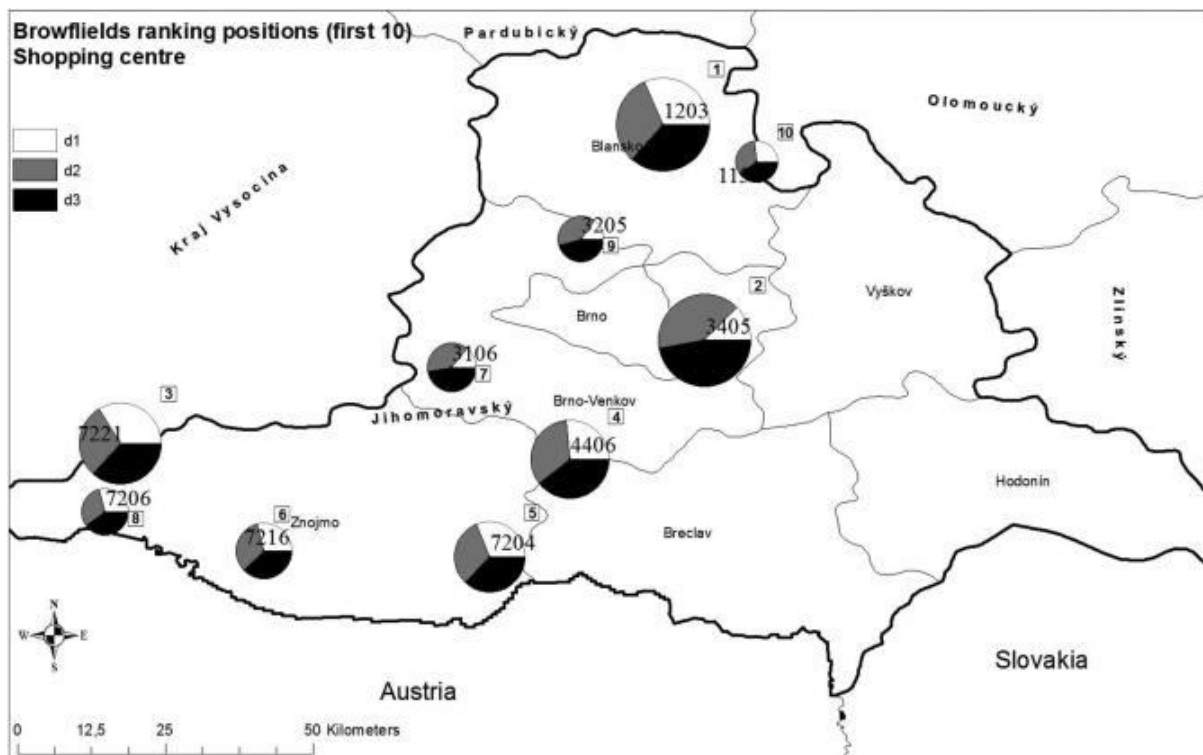 Browflields ranking positions (first 10)
Shopping centre
Pardubický
d1
d2
d3
1
1203
Olomoucký
10
Blansko
Kraj Vysocina
3205
9
2
Vyškov
Zlinský
Brno
3405
3106
7
3
Jihomoravský
Brno-Venkov
4
7221
4406
Hodonin
7206
8
6
Znojmo
7216
5
7204
Breclav
N
W
E
S
Slovakia
Austria
0 12,5 25 50 Kilometers